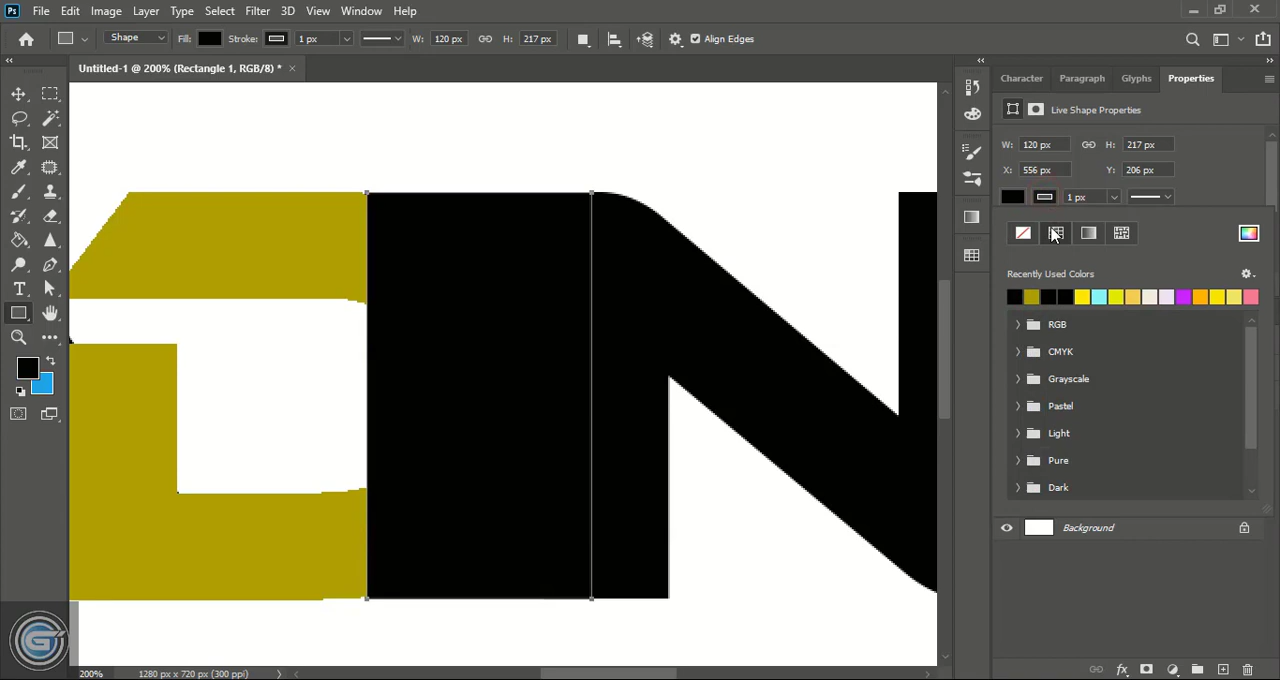 Ps File Edit Image Layer Type Select Filter 3D View Window Help
Shape Fill: Stroke: 1 px W: 120 px H: 217 px Align Edges
Untitled-1 @ 200% (Rectangle 1, RGB/8) * ×
Character Paragraph Glyphs Properties
Live Shape Properties
W: 120 px H: 217 px
X: 556 px Y: 206 px
1 px
Recently Used Colors
RGB
CMYK
Grayscale
Pastel
Light
Pure
Dark
Background
200% 1280 px x 720 px (300 ppi)